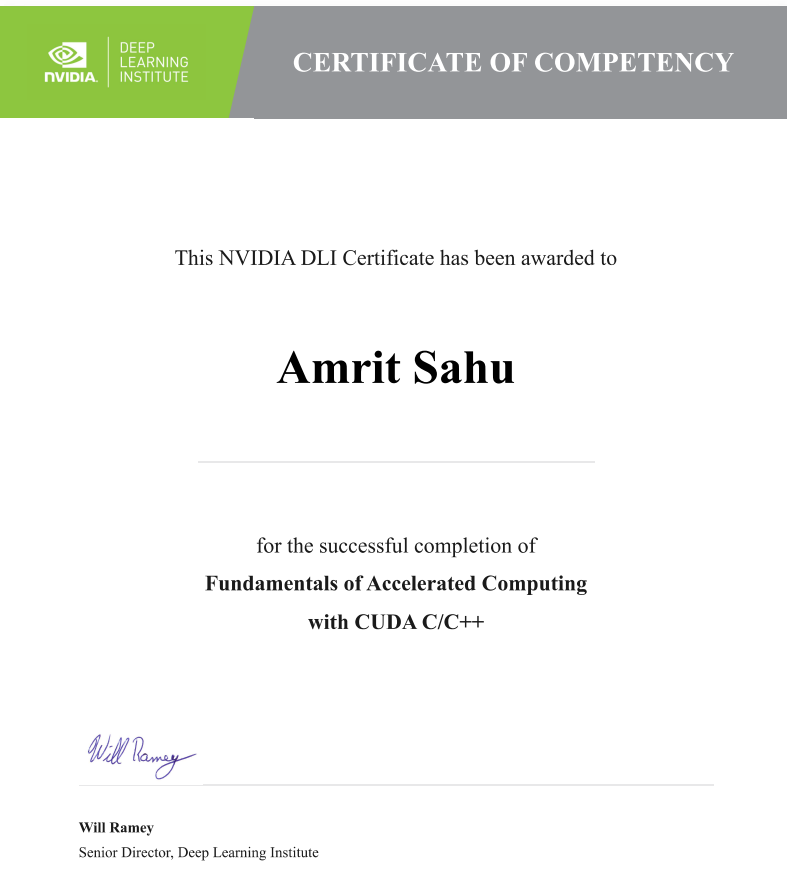 NVIDIA.
DEEP
LEARNING
INSTITUTE
CERTIFICATE OF COMPETENCY
This NVIDIA DLI Certificate has been awarded to
Amrit Sahu
for the successful completion of
Fundamentals of Accelerated Computing
with CUDA C/C++
Will Ramey
Will Ramey
Senior Director, Deep Learning Institute